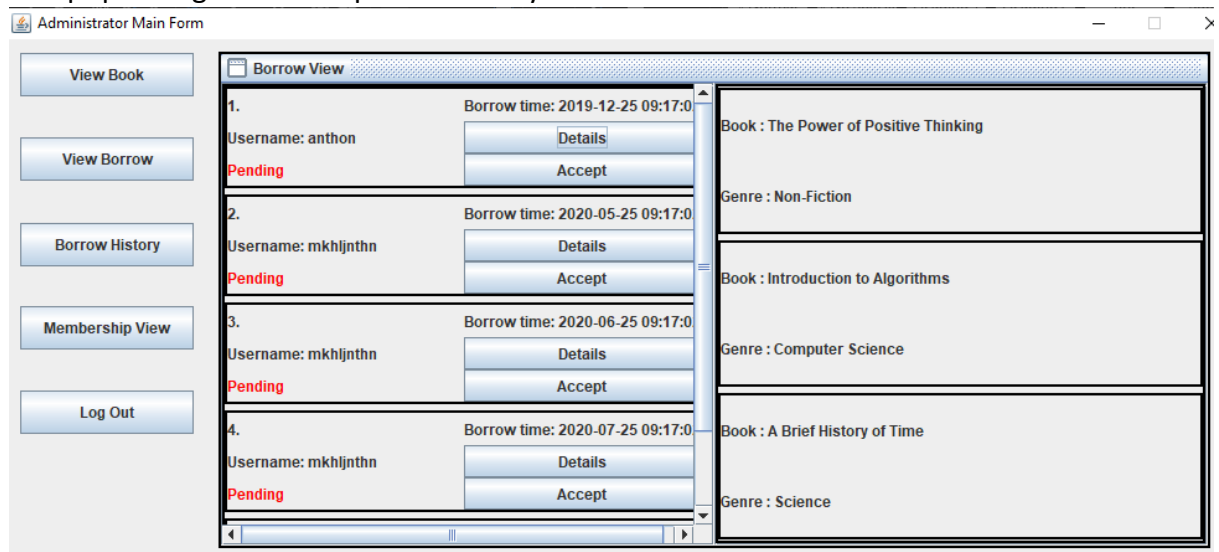 Administrator Main Form
View Book
View Borrow
Borrow History
Membership View
Log Out
Borrow View
1.
Borrow time: 2019-12-25 09:17:0
Username: anthon
Details
Pending
Accept
2.
Borrow time: 2020-05-25 09:17:0
Username: mkhljnthn
Details
Pending
Accept
3.
Borrow time: 2020-06-25 09:17:0
Username: mkhljnthn
Details
Pending
Accept
4.
Borrow time: 2020-07-25 09:17:0
Username: mkhljnthn
Details
Pending
Accept
Book : The Power of Positive Thinking
Genre : Non-Fiction
Book : Introduction to Algorithms
Genre : Computer Science
Book : A Brief History of Time
Genre : Science